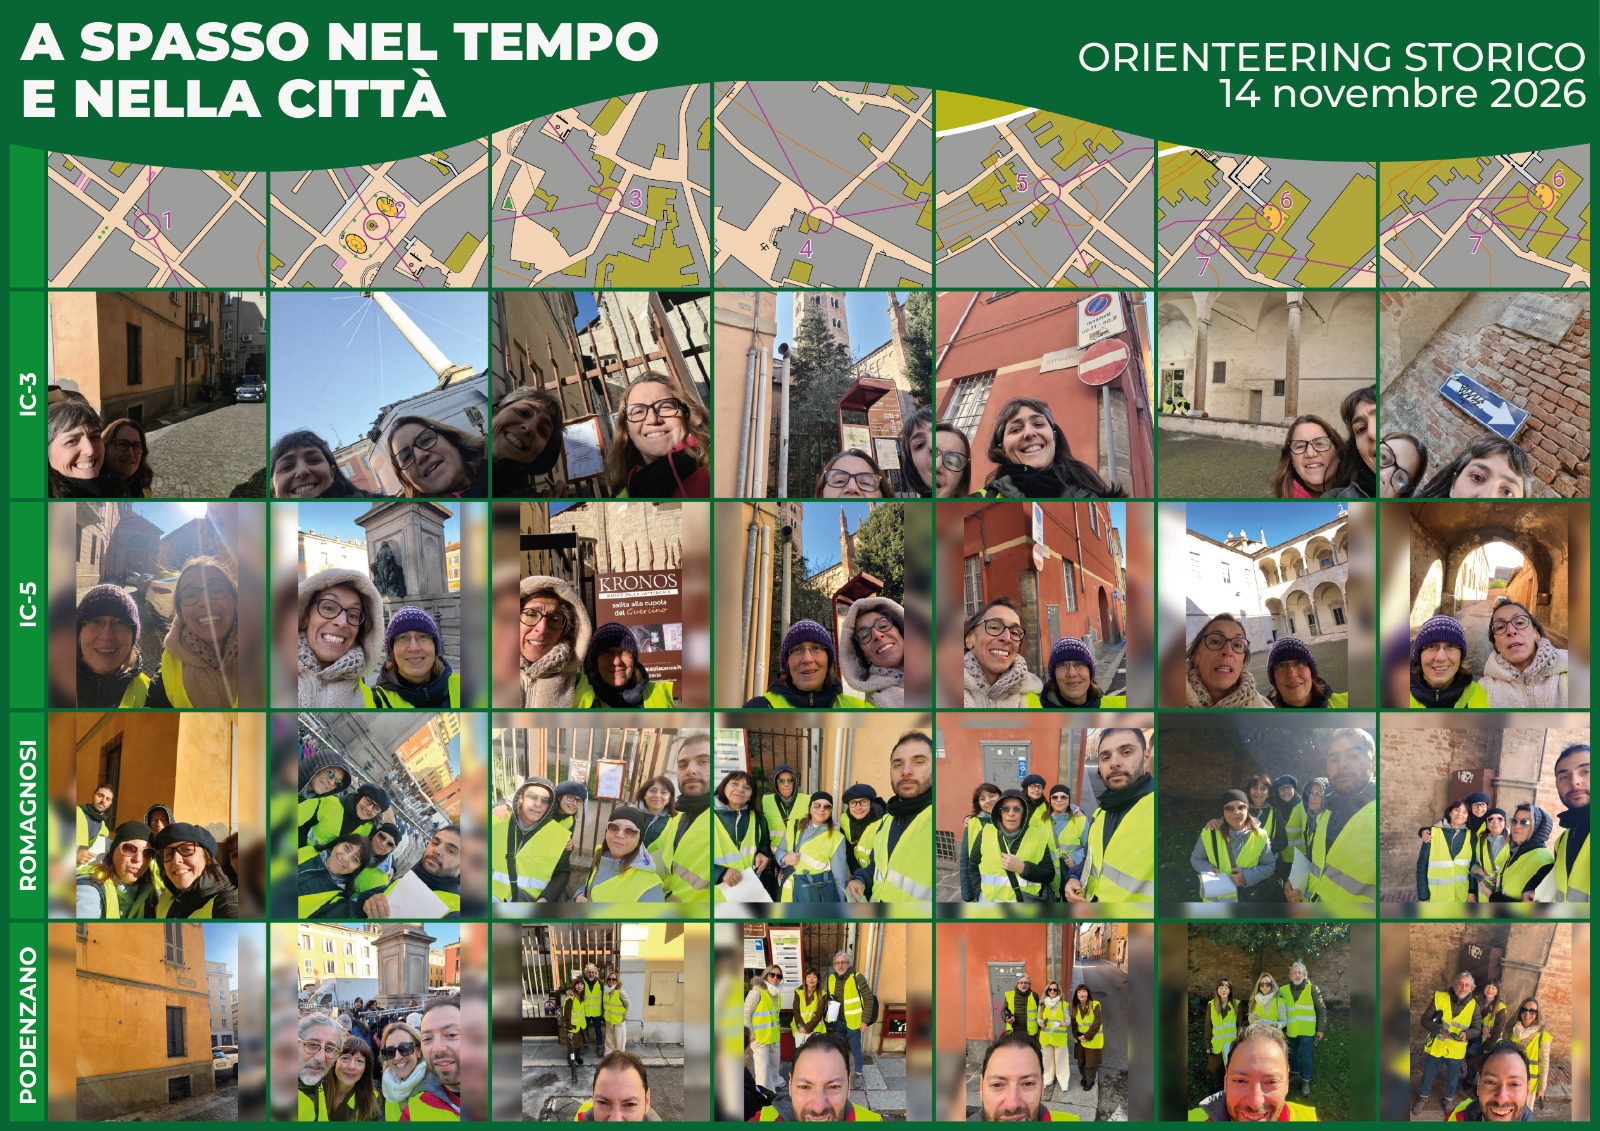 A SPASSO NEL TEMPO
E NELLA CITTÀ
ORIENTEERING STORICO
14 novembre 2026
1
2
3
4
5
6
7
6
7
IC-3
IC-5
KRONOS
salita alla cupola
del Guercino
ROMAGNOSI
PODENZANO